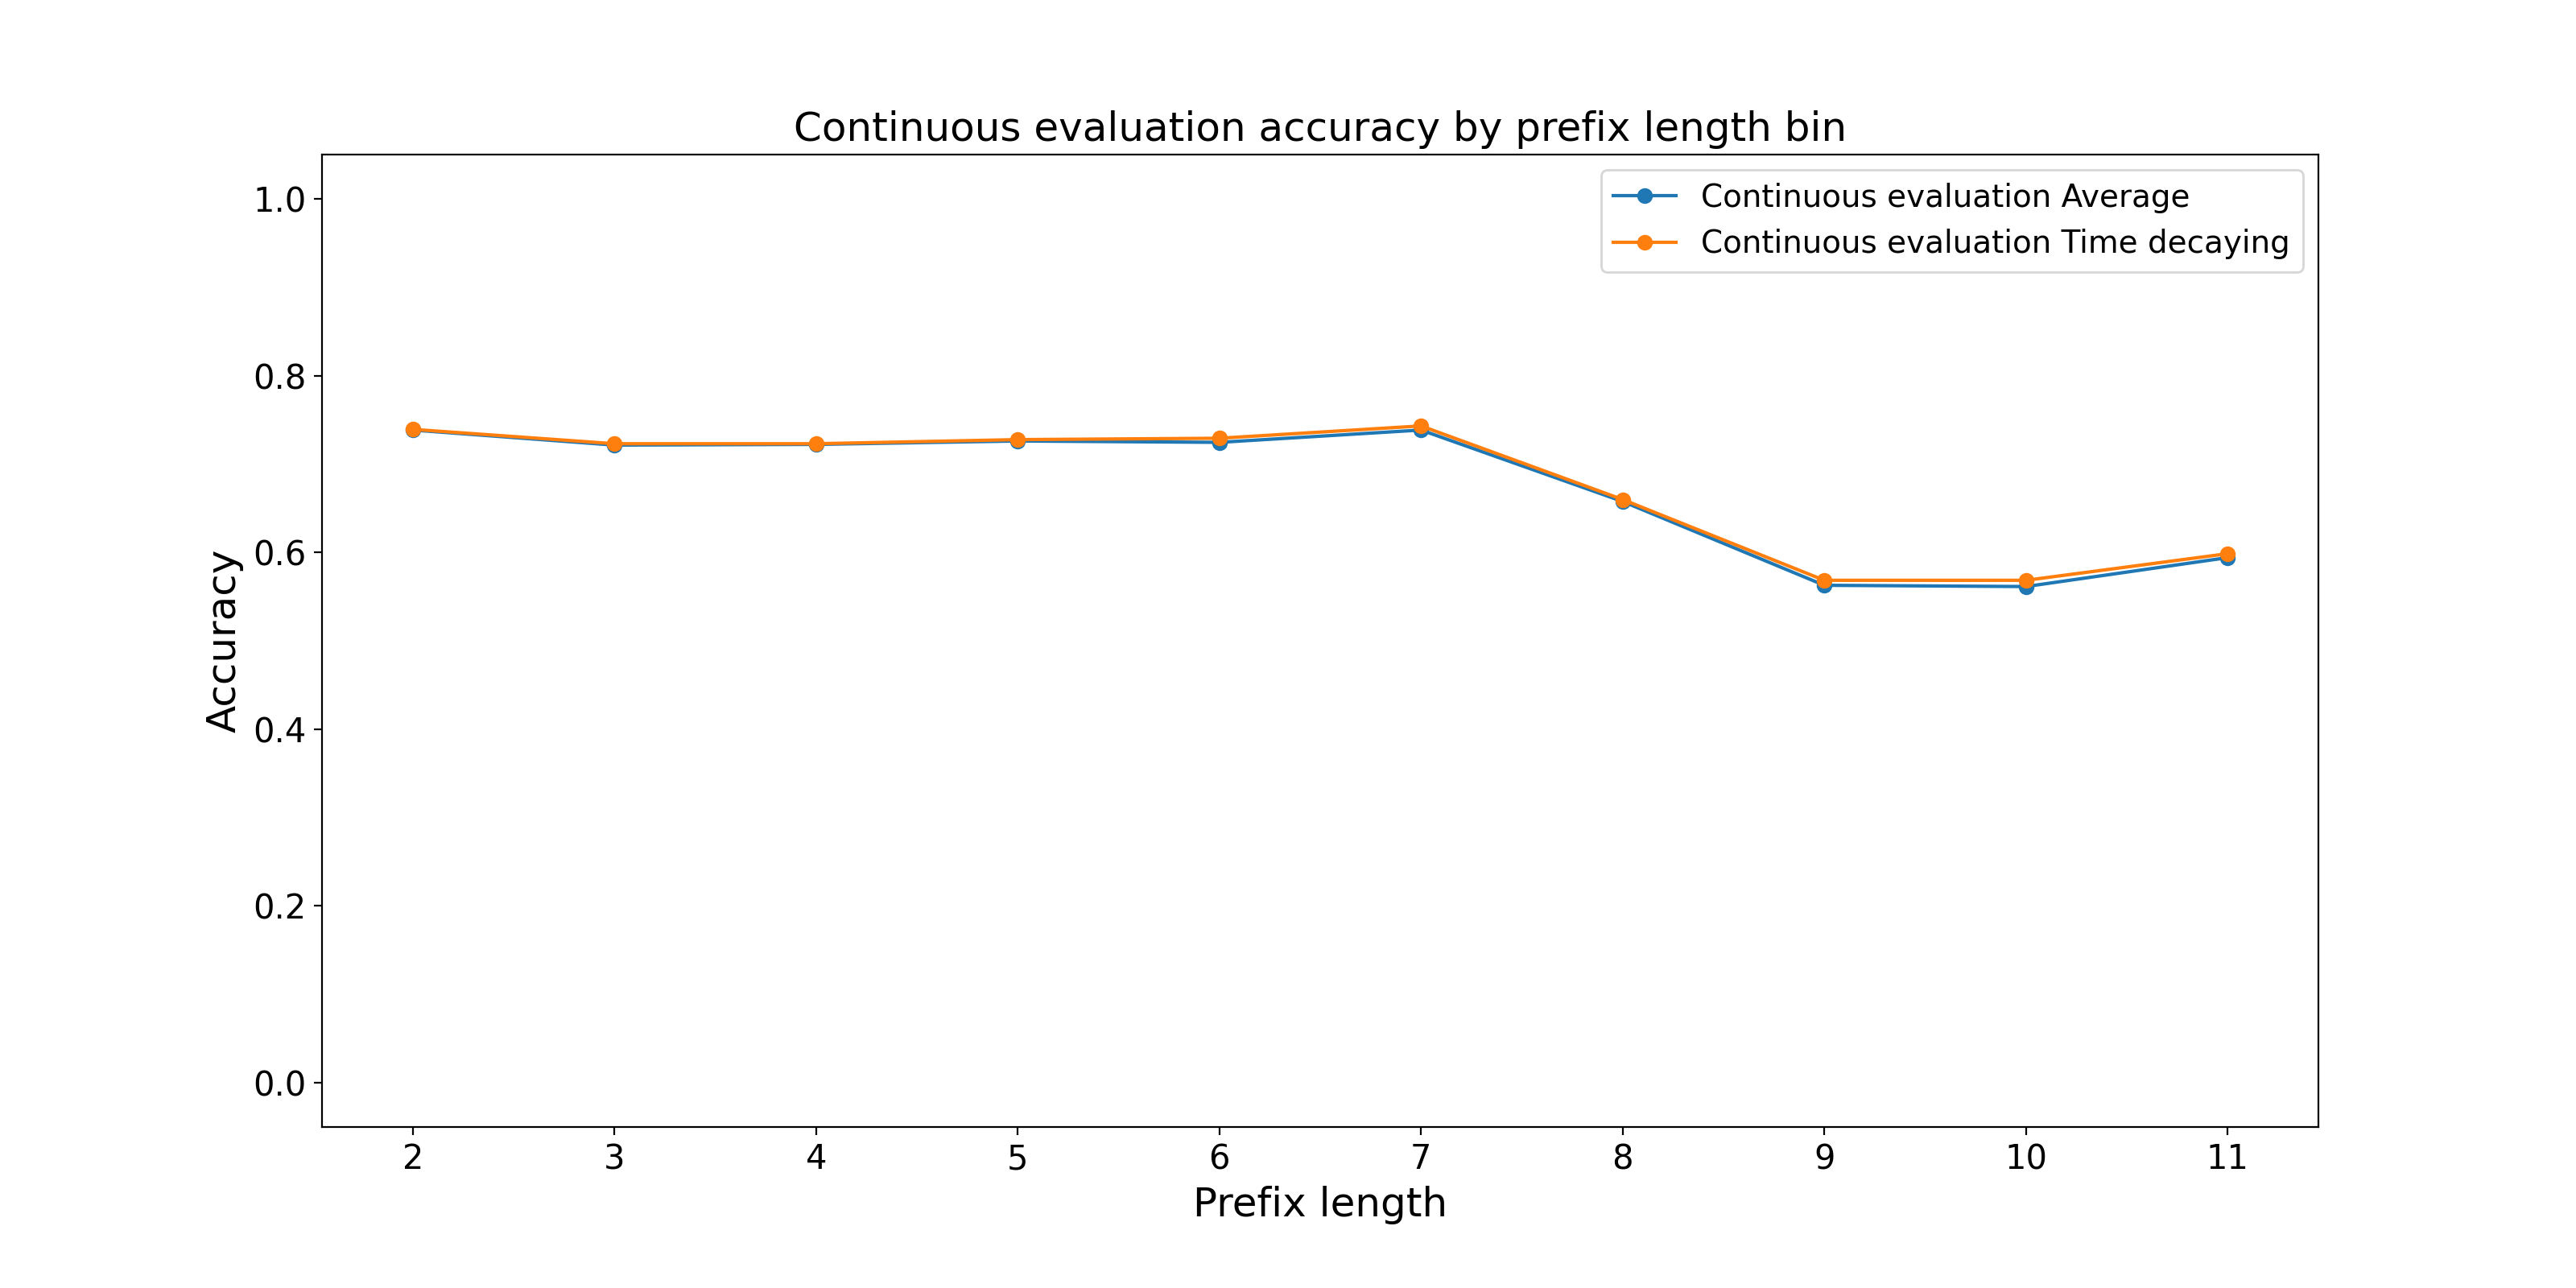 Continuous evaluation accuracy by prefix length bin
Continuous evaluation Average
Continuous evaluation Time decaying
Accuracy
1.0
0.8
0.6
0.4
0.2
0.0
2 3 4 5 6 7 8 9 10 11
Prefix length